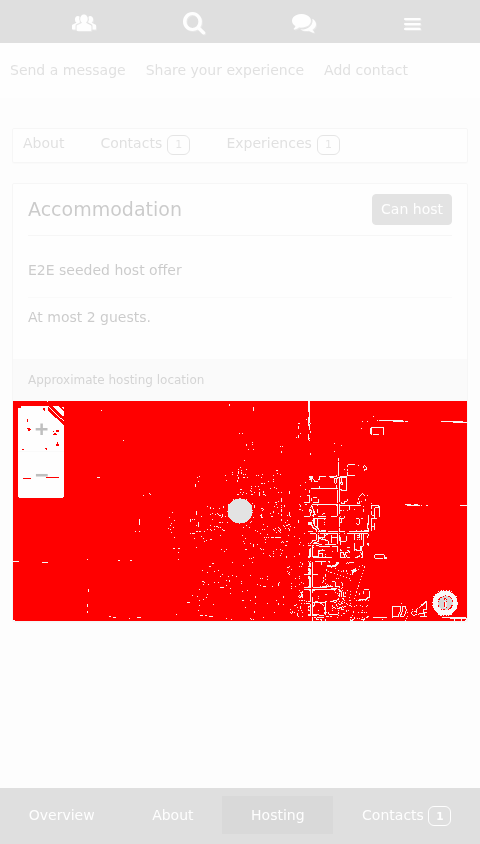 Send a message Share your experience Add contact
About Contacts 1 Experiences 1
Accommodation Can host
E2E seeded host offer
At most 2 guests.
Approximate hosting location
+
−
Overview About Hosting Contacts 1